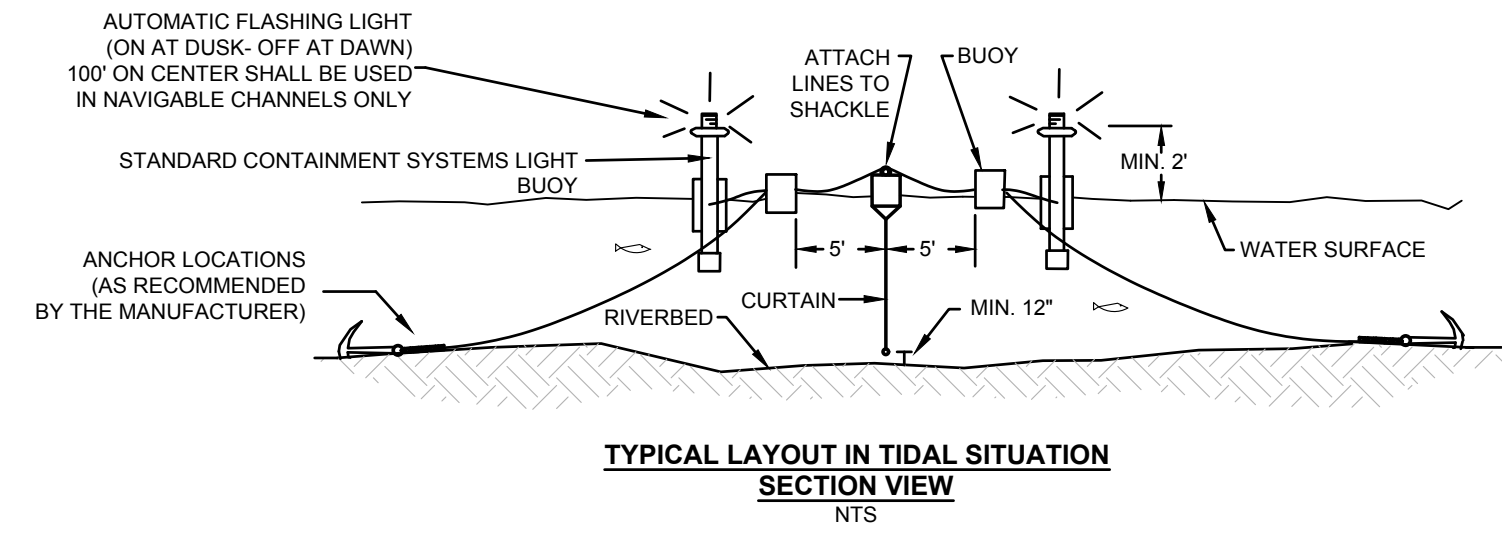 AUTOMATIC FLASHING LIGHT
(ON AT DUSK- OFF AT DAWN)
100' ON CENTER SHALL BE USED
IN NAVIGABLE CHANNELS ONLY
ATTACH
LINES TO
SHACKLE
BUOY
STANDARD CONTAINMENT SYSTEMS LIGHT
BUOY
MIN. 2'
5'
5'
WATER SURFACE
ANCHOR LOCATIONS
(AS RECOMMENDED
BY THE MANUFACTURER)
CURTAIN
RIVERBED
MIN. 12"
TYPICAL LAYOUT IN TIDAL SITUATION
SECTION VIEW
NTS